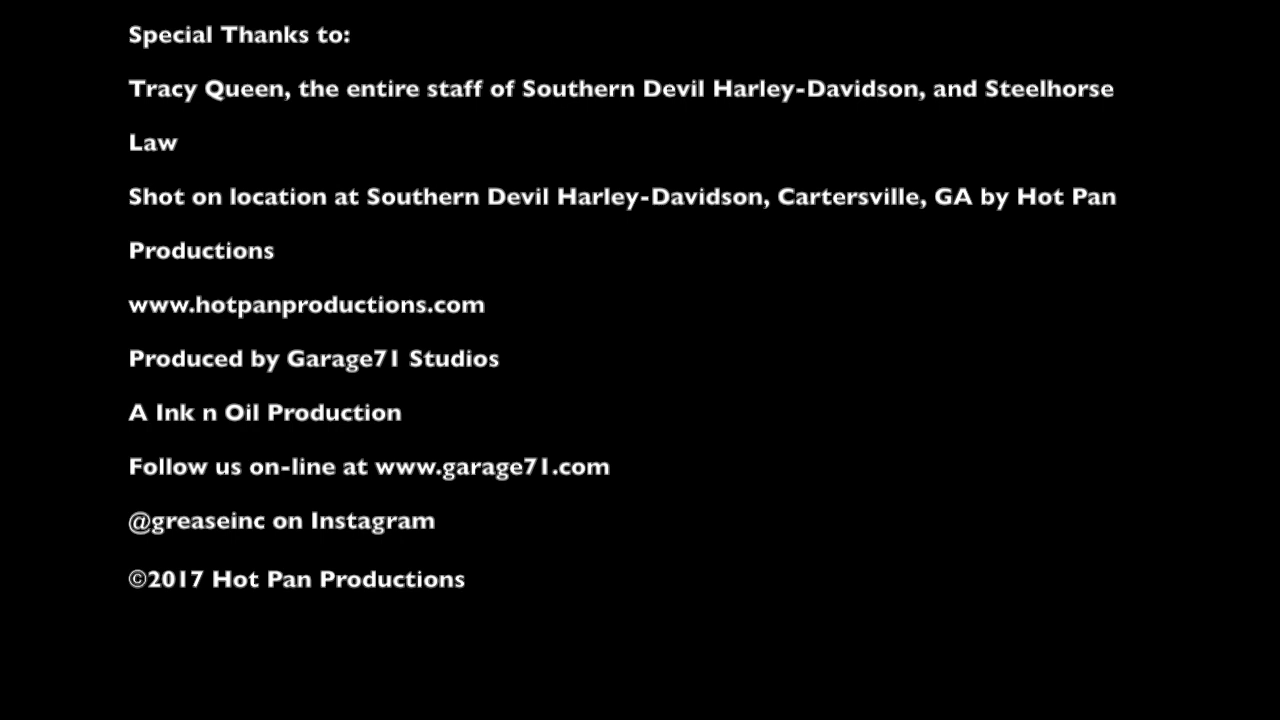 Special Thanks to:
Tracy Queen, the entire staff of Southern Devil Harley-Davidson, and Steelhorse
Law
Shot on location at Southern Devil Harley-Davidson, Cartersville, GA by Hot Pan
Productions
www.hotpanproductions.com
Produced by Garage71 Studios
A Ink n Oil Production
Follow us on-line at www.garage71.com
@greaseinc on Instagram
©2017 Hot Pan Productions